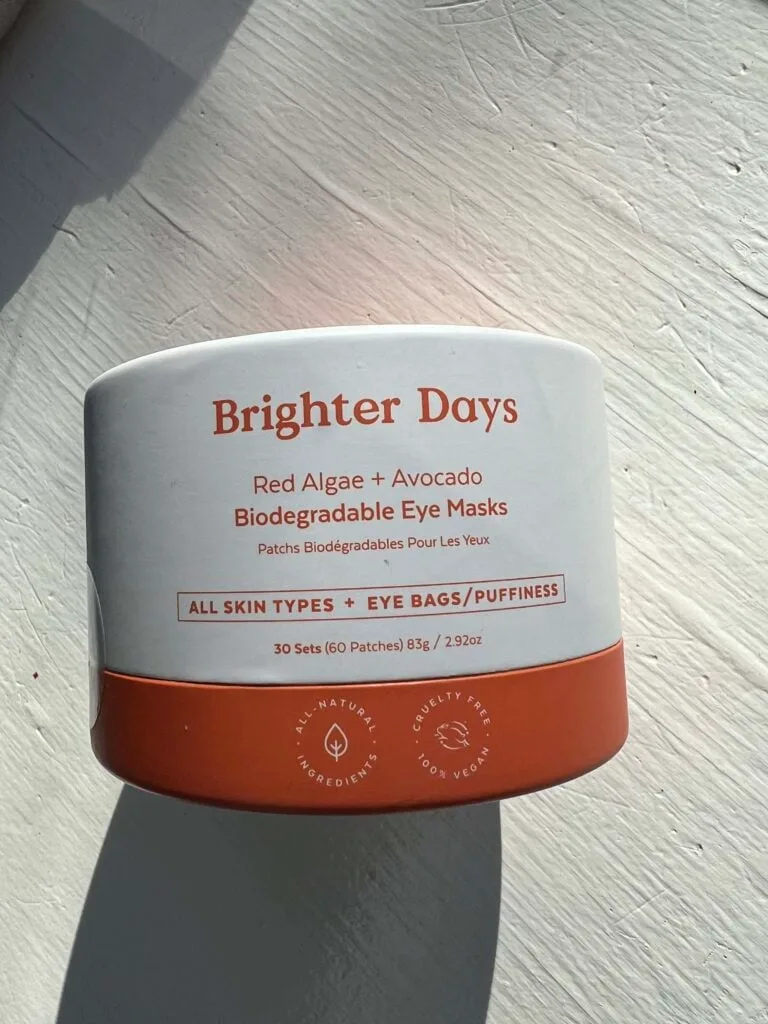 Brighter Days
Red Algae + Avocado
Biodegradable Eye Masks
Patchs Biodégradables Pour Les Yeux
ALL SKIN TYPES + EYE BAGS/PUFFINESS
30 Sets (60 Patches) 83g / 2.92oz
· ALL-NATURAL · INGREDIENTS
· CRUELTY FREE · 100% VEGAN